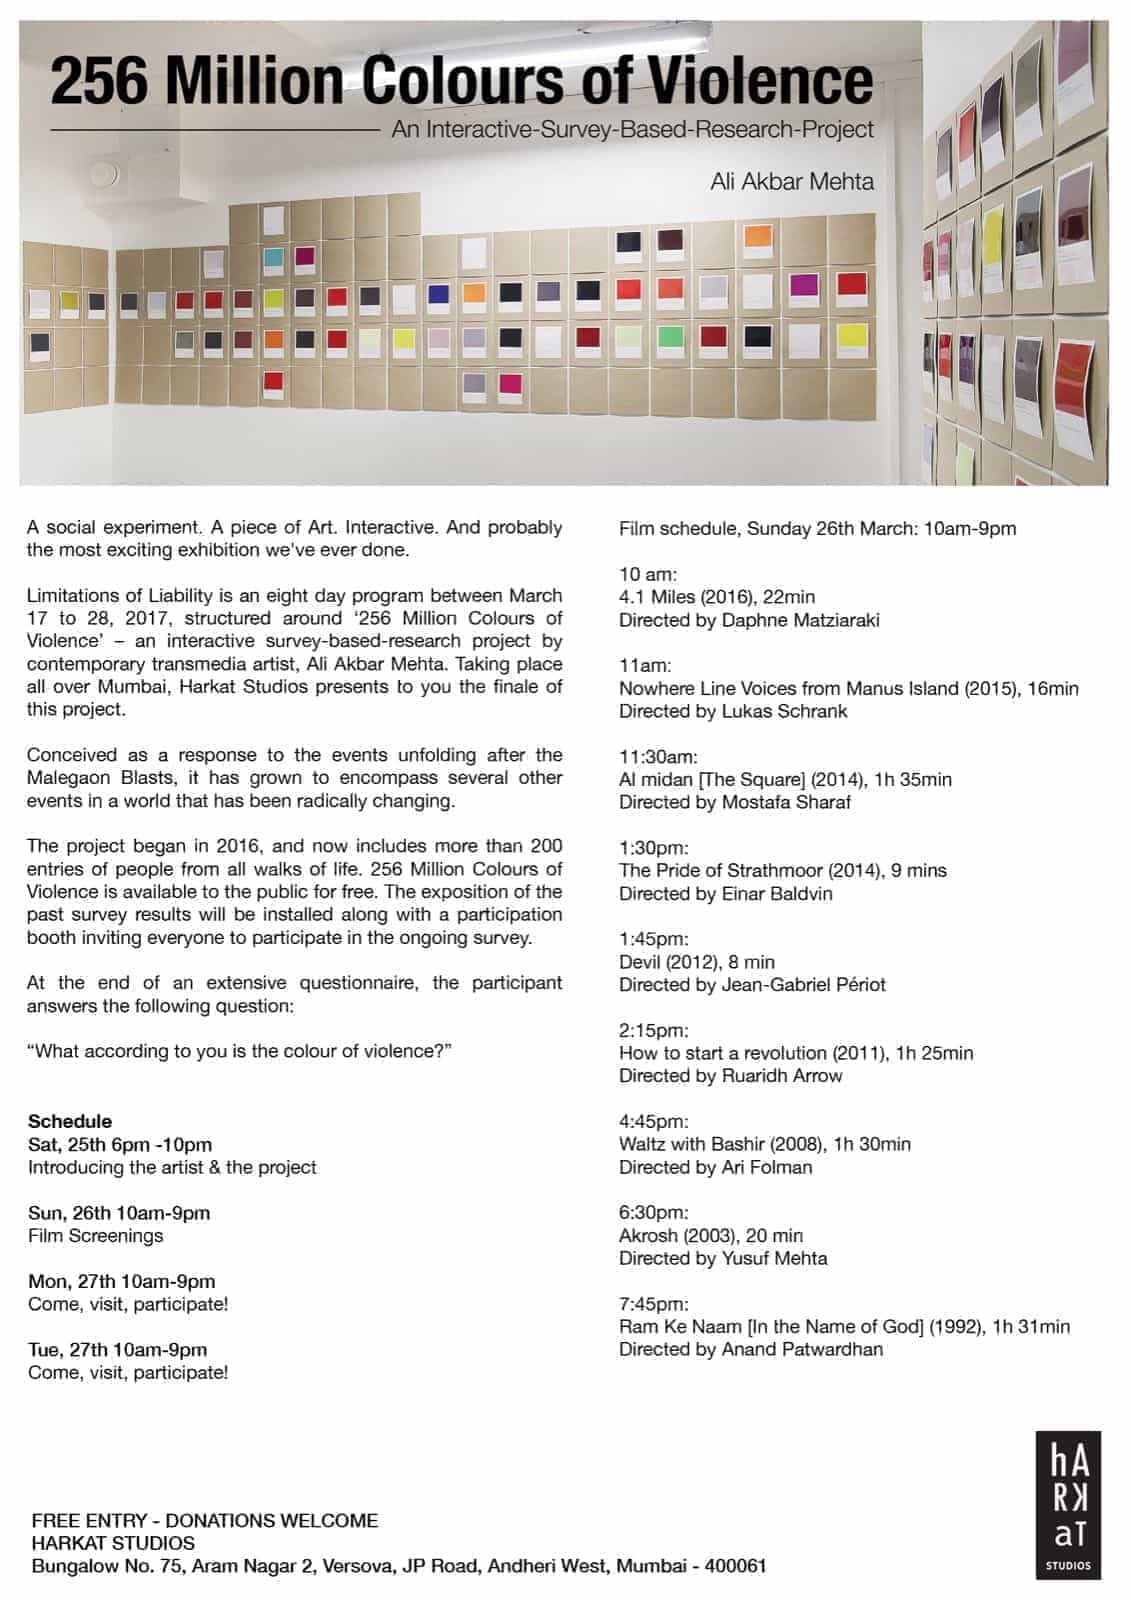 256 Million Colours of Violence
An Interactive-Survey-Based-Research-Project
Ali Akbar Mehta
A social experiment. A piece of Art. Interactive. And probably
the most exciting exhibition we've ever done.
Limitations of Liability is an eight day program between March
17 to 28, 2017, structured around ‘256 Million Colours of
Violence’ – an interactive survey-based-research project by
contemporary transmedia artist, Ali Akbar Mehta. Taking place
all over Mumbai, Harkat Studios presents to you the finale of
this project.
Conceived as a response to the events unfolding after the
Malegaon Blasts, it has grown to encompass several other
events in a world that has been radically changing.
The project began in 2016, and now includes more than 200
entries of people from all walks of life. 256 Million Colours of
Violence is available to the public for free. The exposition of the
past survey results will be installed along with a participation
booth inviting everyone to participate in the ongoing survey.
At the end of an extensive questionnaire, the participant
answers the following question:
“What according to you is the colour of violence?”
Schedule
Sat, 25th 6pm -10pm
Introducing the artist & the project
Sun, 26th 10am-9pm
Film Screenings
Mon, 27th 10am-9pm
Come, visit, participate!
Tue, 27th 10am-9pm
Come, visit, participate!
Film schedule, Sunday 26th March: 10am-9pm
10 am:
4.1 Miles (2016), 22min
Directed by Daphne Matziaraki
11am:
Nowhere Line Voices from Manus Island (2015), 16min
Directed by Lukas Schrank
11:30am:
Al midan [The Square] (2014), 1h 35min
Directed by Mostafa Sharaf
1:30pm:
The Pride of Strathmoor (2014), 9 mins
Directed by Einar Baldvin
1:45pm:
Devil (2012), 8 min
Directed by Jean-Gabriel Périot
2:15pm:
How to start a revolution (2011), 1h 25min
Directed by Ruaridh Arrow
4:45pm:
Waltz with Bashir (2008), 1h 30min
Directed by Ari Folman
6:30pm:
Akrosh (2003), 20 min
Directed by Yusuf Mehta
7:45pm:
Ram Ke Naam [In the Name of God] (1992), 1h 31min
Directed by Anand Patwardhan
FREE ENTRY - DONATIONS WELCOME
HARKAT STUDIOS
Bungalow No. 75, Aram Nagar 2, Versova, JP Road, Andheri West, Mumbai - 400061
hA
RK
aT
STUDIOS